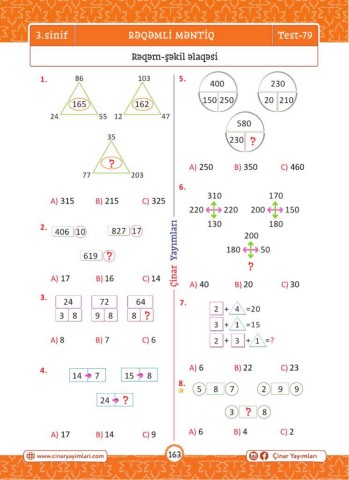 3.sinif
RƏQƏMLİ MƏNTİQ
Test-79
Rəqəm-şəkil əlaqəsi
1.
86
165
24 55
103
162
12 47
35
?
77 203
A) 315 B) 215 C) 325
2.
406 10 827 17
619 ?
A) 17 B) 16 C) 14
3.
24 72 64
3 8 9 8 8 ?
A) 8 B) 7 C) 6
4.
14 7 15 8
24 ?
A) 17 B) 14 C) 9
Çinar Yayımları
5.
400 230
150 250 20 210
580
230 ?
A) 250 B) 350 C) 460
6.
310 170
220 220 200 150
130 180
200
180 50
?
A) 40 B) 20 C) 30
7.
2 + 4 =20
3 + 1 =15
2 + 3 + 1 =?
A) 6 B) 22 C) 23
8.
5 8 7 2 9 9
3 ? 8
A) 6 B) 4 C) 2
www.cinaryayimlari.com
163
Çinar Yayımları